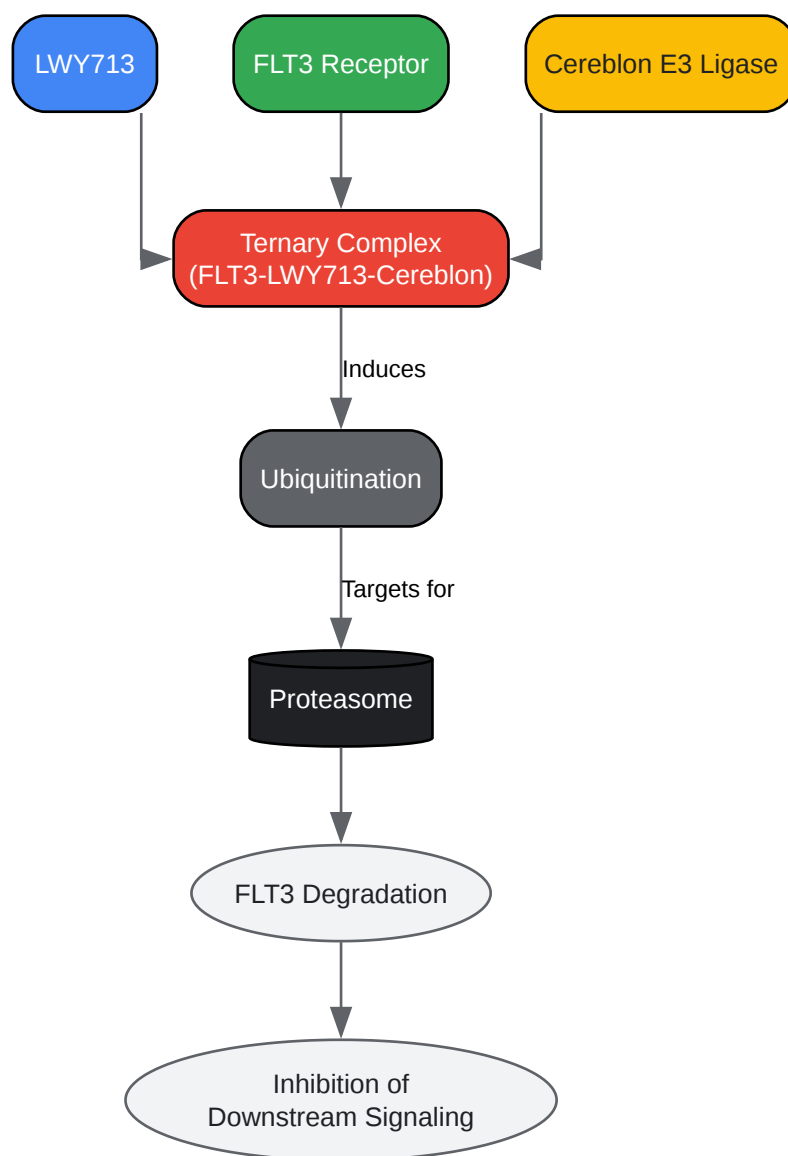 LWY713
FLT3 Receptor
Cereblon E3 Ligase
Ternary Complex
(FLT3-LWY713-Cereblon)
Induces
Ubiquitination
Targets for
Proteasome
FLT3 Degradation
Inhibition of
Downstream Signaling